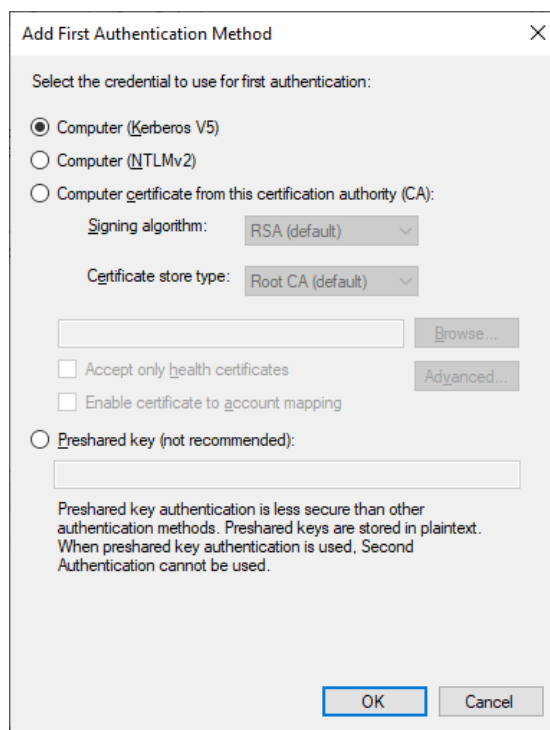 Add First Authentication Method
Select the credential to use for first authentication:
Computer (Kerberos V5)
Computer (NTLMv2)
Computer certificate from this certification authority (CA):
Signing algorithm: RSA (default)
Certificate store type: Root CA (default)
Browse...
Accept only health certificates
Advanced...
Enable certificate to account mapping
Preshared key (not recommended):
Preshared key authentication is less secure than other
authentication methods. Preshared keys are stored in plaintext.
When preshared key authentication is used, Second
Authentication cannot be used.
OK Cancel